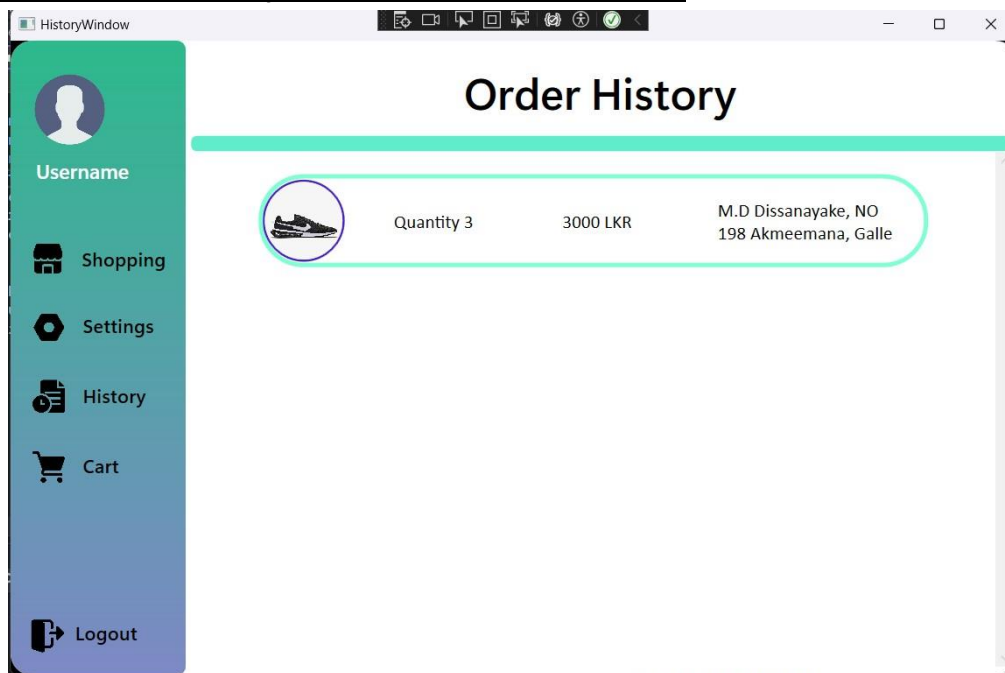 HistoryWindow
Order History
Username
Quantity 3
3000 LKR
M.D Dissanayake, NO
198 Akmeemana, Galle
Shopping
Settings
History
Cart
Logout